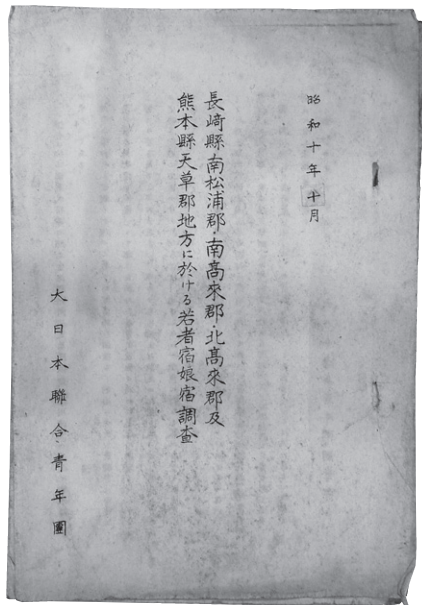 昭和十年十月
長崎縣南松浦郡·南高來郡·北高來郡及
熊本縣天草郡地方に於ける若者宿娘宿調査
大日本聯合青年團